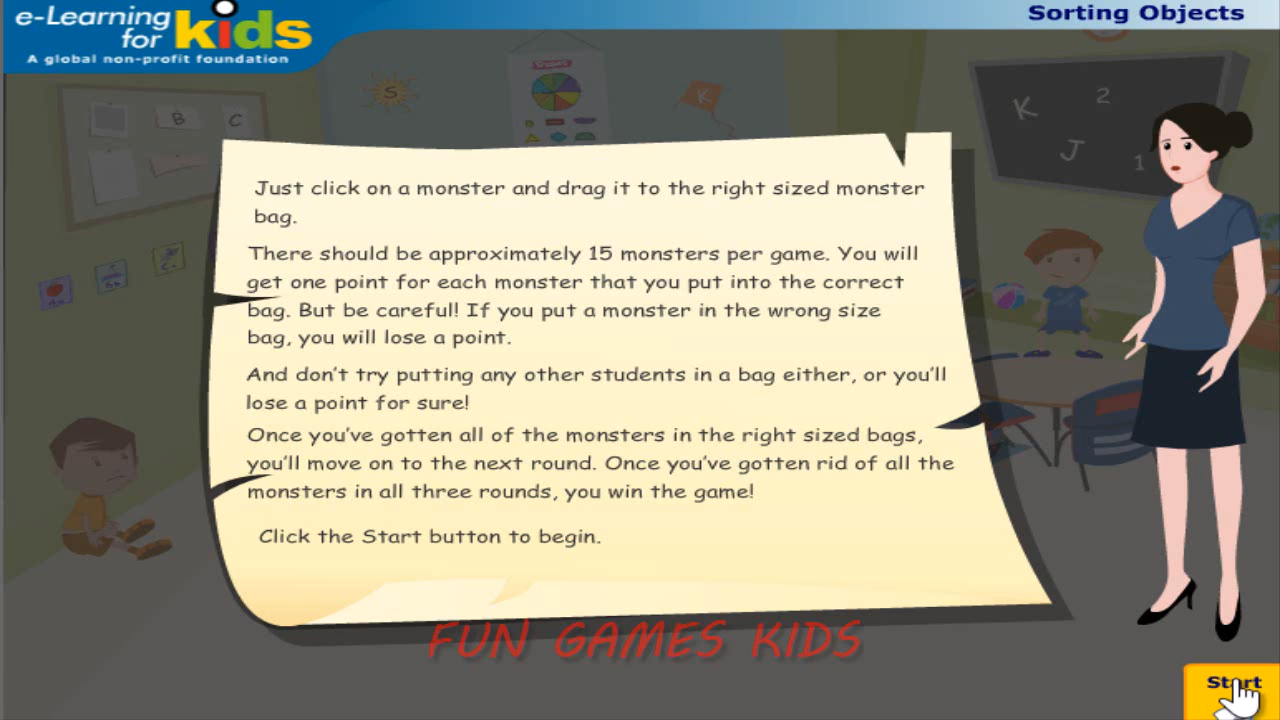 e-Learning
for kids
A global non-profit foundation
Sorting Objects
S
K
B
C
K
2
J
1
Just click on a monster and drag it to the right sized monster
bag.
There should be approximately 15 monsters per game. You will
get one point for each monster that you put into the correct
bag. But be careful! If you put a monster in the wrong size
bag, you will lose a point.
And don't try putting any other students in a bag either, or you'll
lose a point for sure!
Once you've gotten all of the monsters in the right sized bags,
you'll move on to the next round. Once you've gotten rid of all the
monsters in all three rounds, you win the game!
Click the Start button to begin.
FUN GAMES KIDS
Start